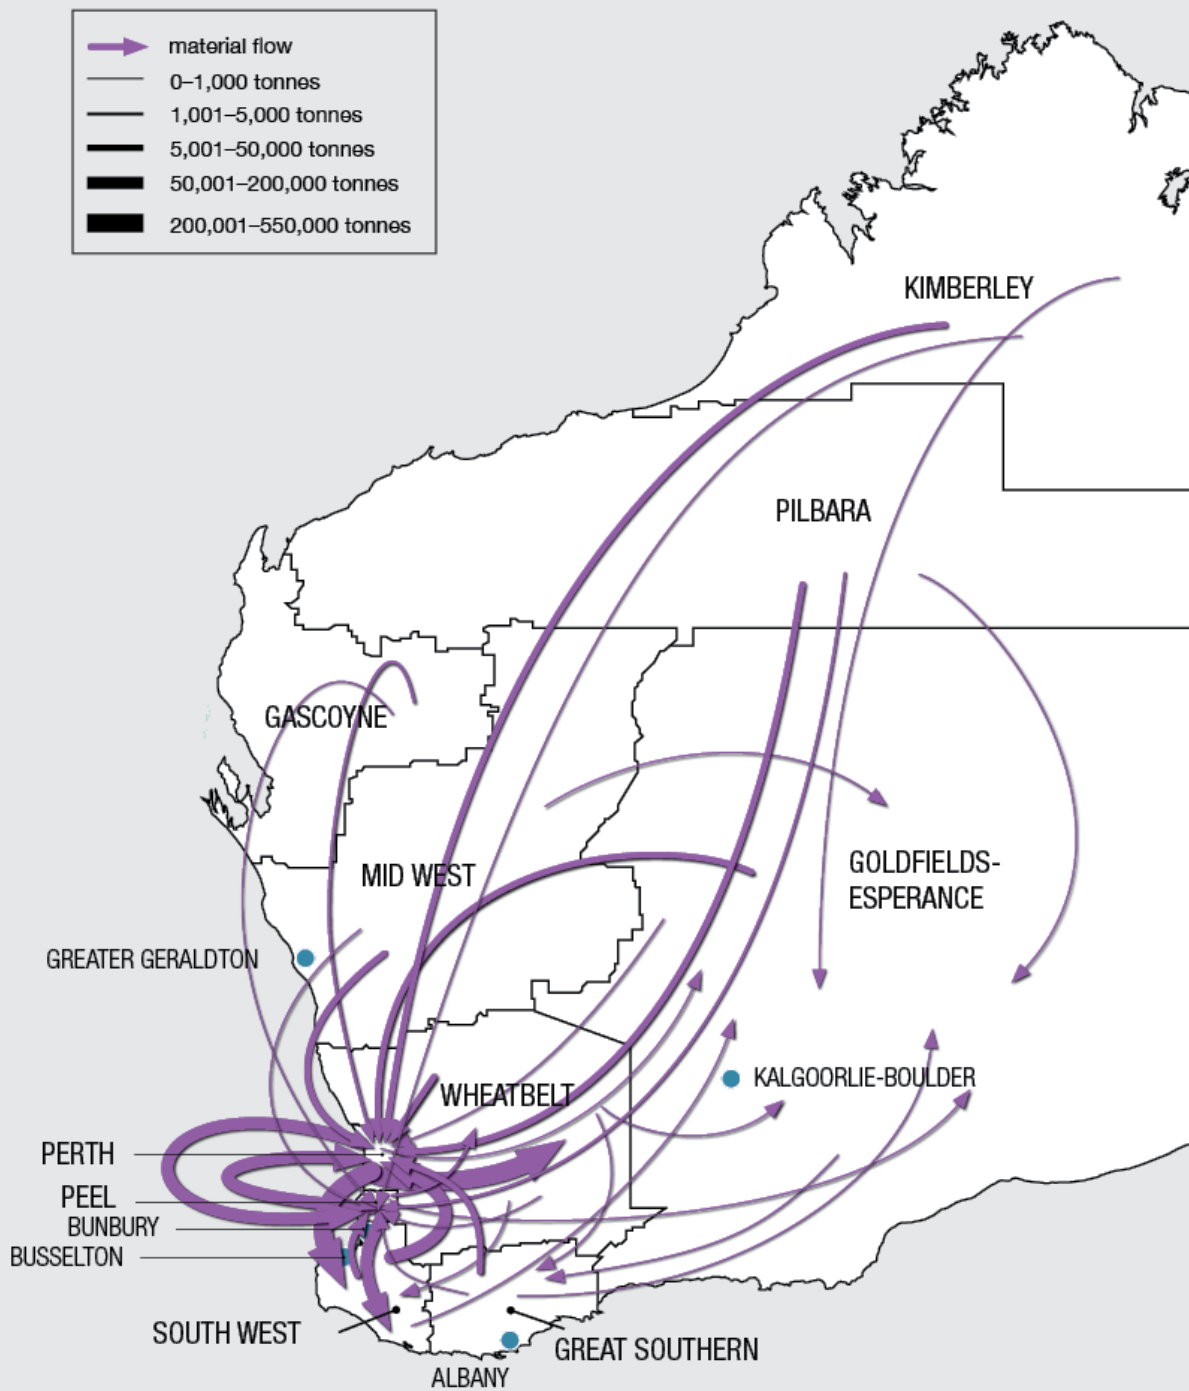 material flow
0–1,000 tonnes
1,001–5,000 tonnes
5,001–50,000 tonnes
50,001–200,000 tonnes
200,001–550,000 tonnes
KIMBERLEY
PILBARA
GASCOYNE
MID WEST
GOLDFIELDS-
ESPERANCE
GREATER GERALDTON
KALGOORLIE-BOULDER
WHEATBELT
PERTH
PEEL
BUNBURY
BUSSELTON
SOUTH WEST
GREAT SOUTHERN
ALBANY